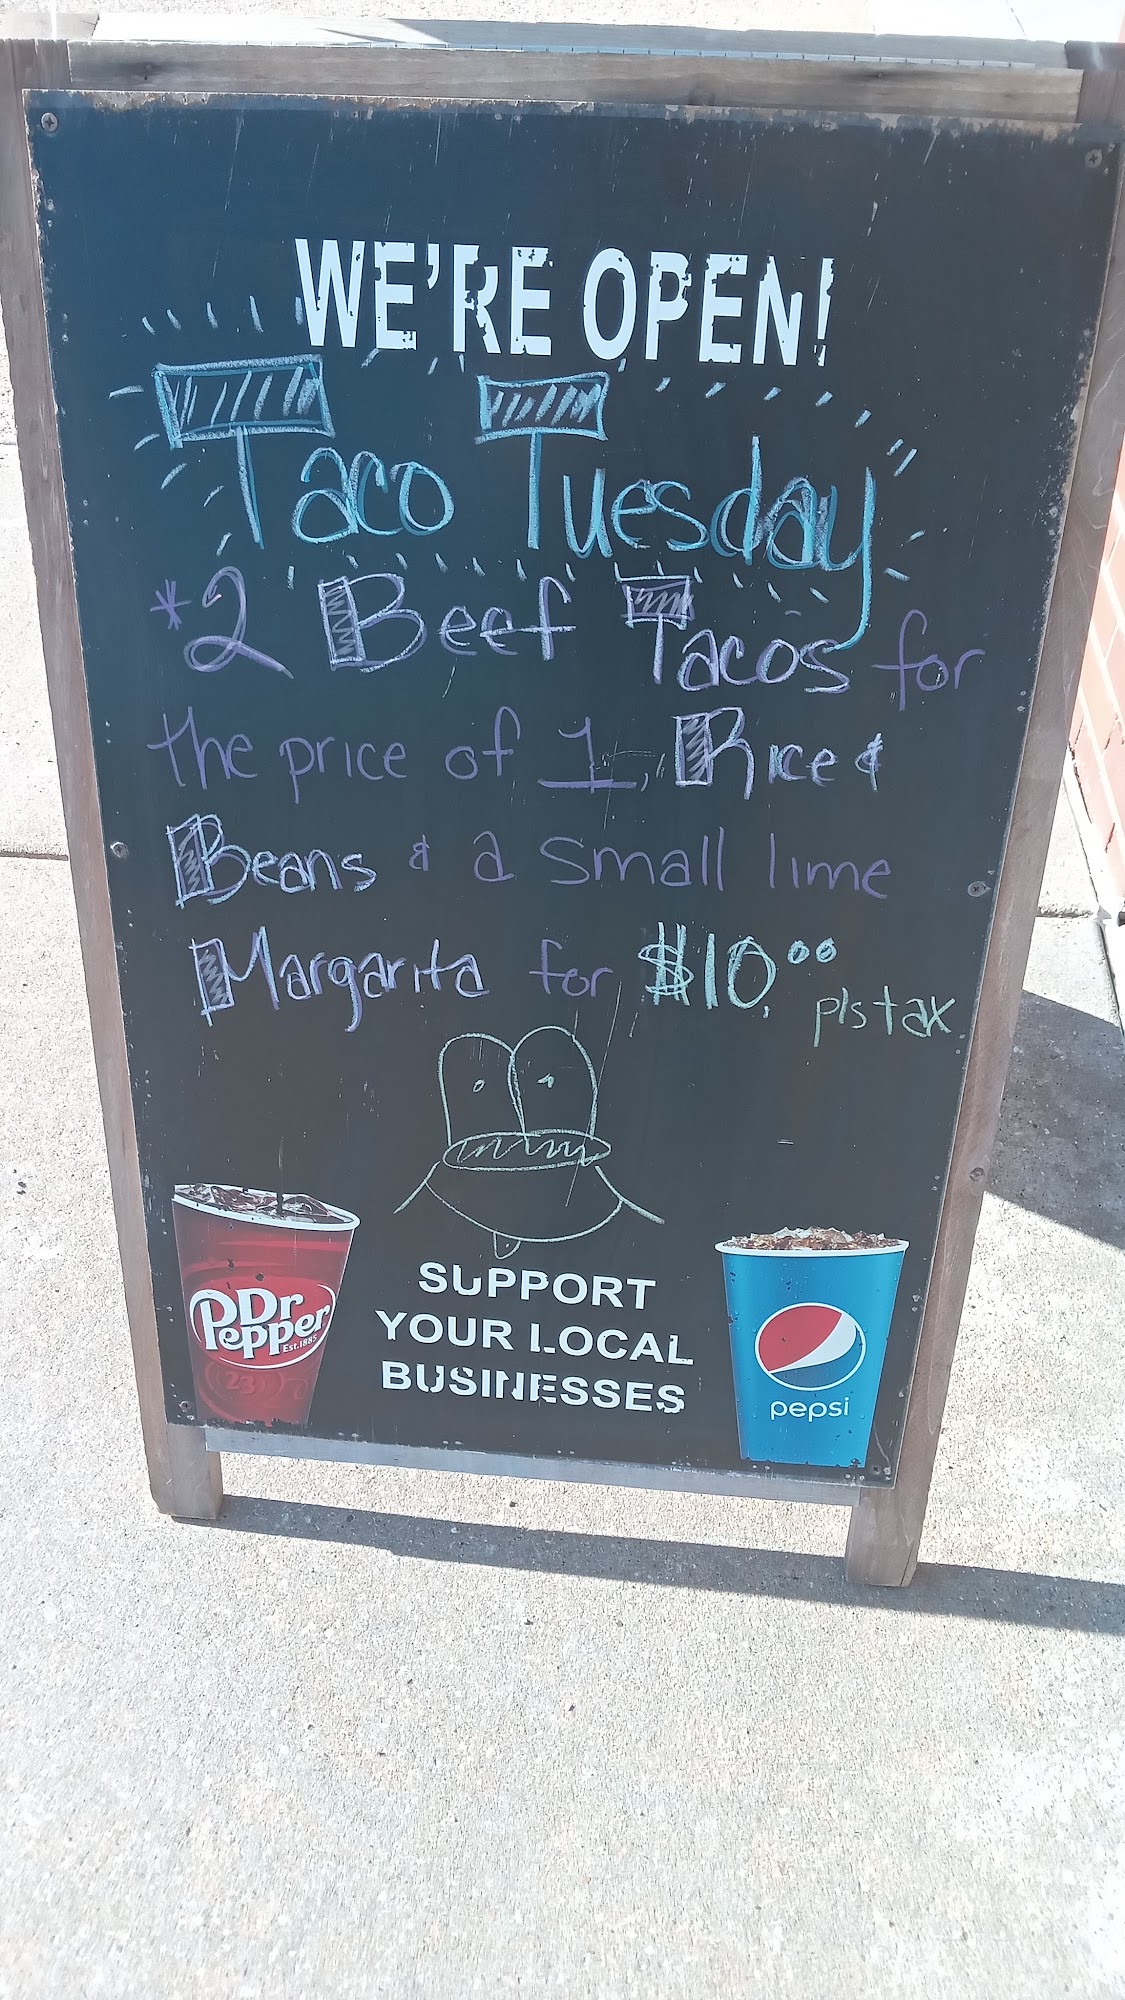 WE'RE OPEN!
Taco Tuesday
*2 Beef Tacos for
the price of 1, Rice &
Beans & a small lime
Margarita for $10.00
pls tax
SUPPORT
YOUR LOCAL
BUSINESSES
Dr
Pepper
Est.1885
23
pepsi